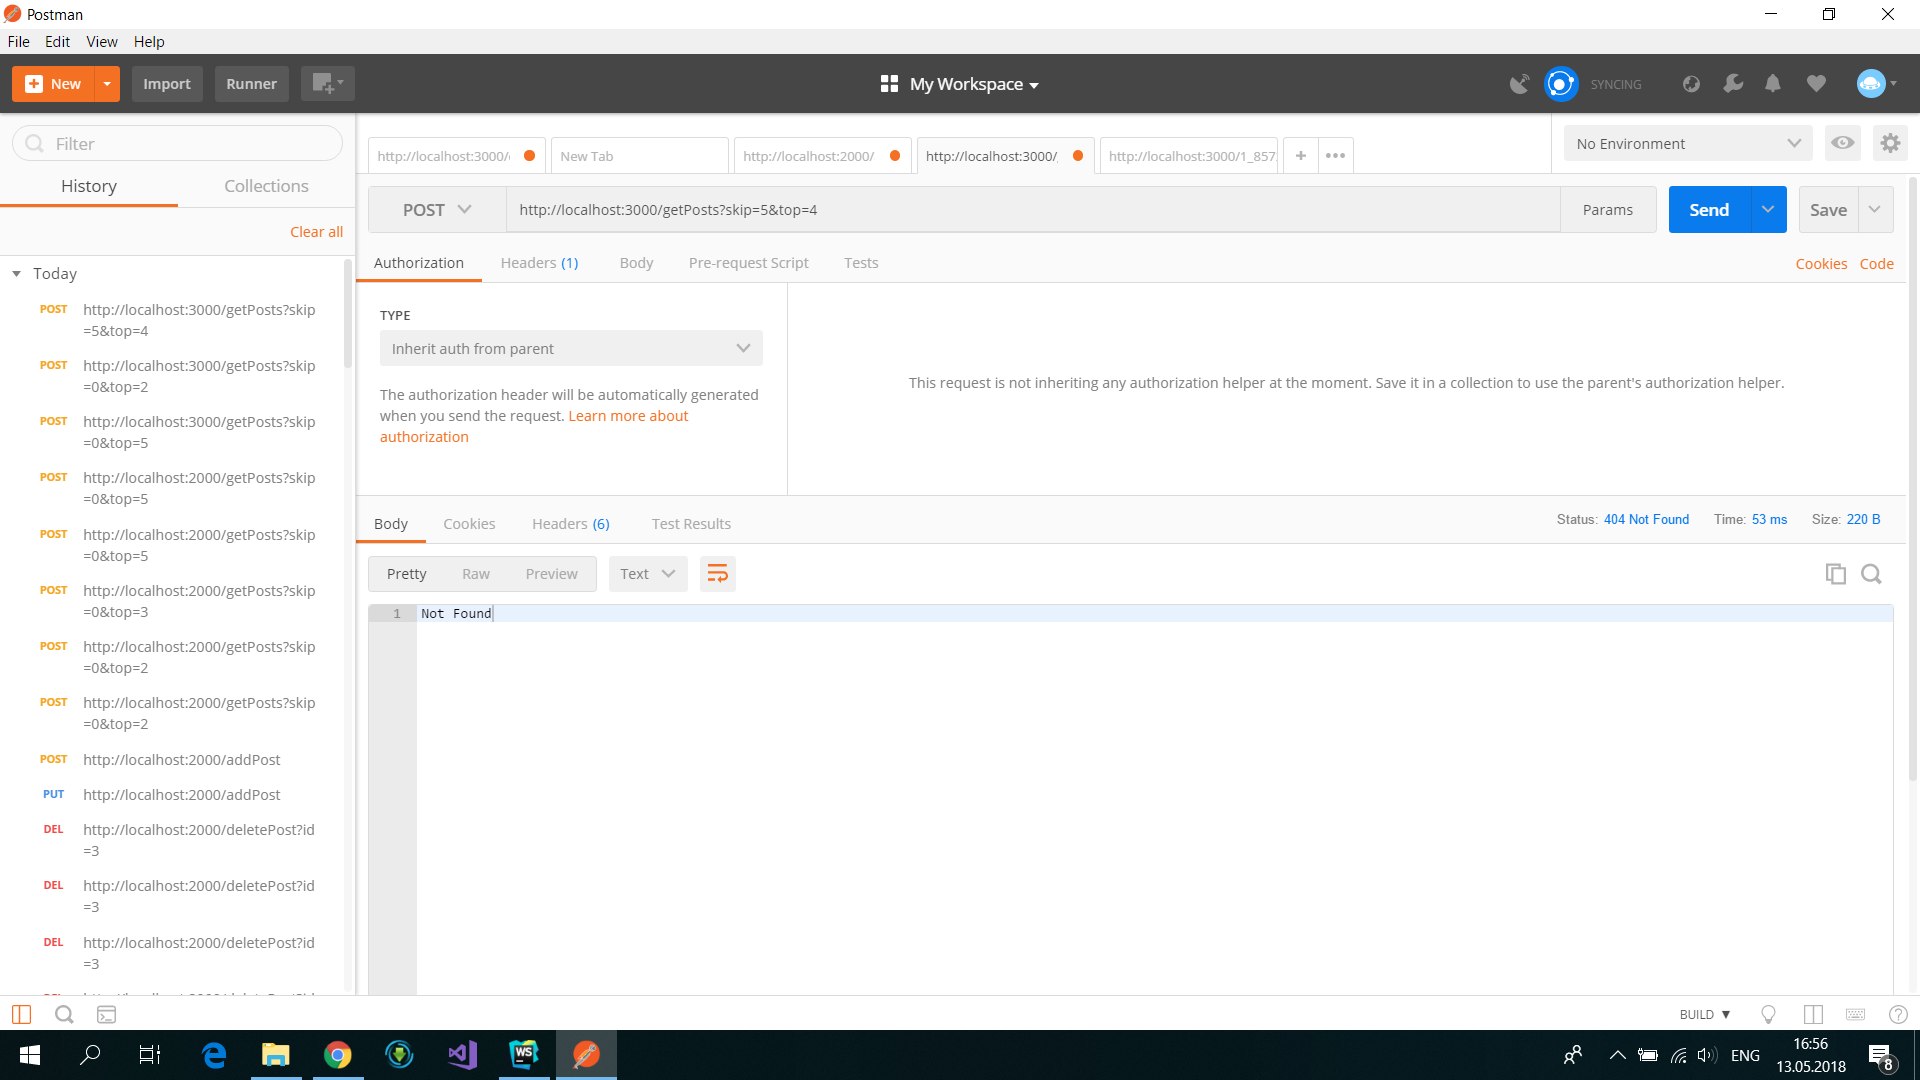 Postman
File Edit View Help
New Import Runner My Workspace SYNCING
Filter
History Collections
Clear all
Today
POST http://localhost:3000/getPosts?skip
=5&top=4
POST http://localhost:3000/getPosts?skip
=0&top=2
POST http://localhost:3000/getPosts?skip
=0&top=5
POST http://localhost:2000/getPosts?skip
=0&top=5
POST http://localhost:2000/getPosts?skip
=0&top=5
POST http://localhost:2000/getPosts?skip
=0&top=3
POST http://localhost:2000/getPosts?skip
=0&top=2
POST http://localhost:2000/getPosts?skip
=0&top=2
POST http://localhost:2000/addPost
PUT http://localhost:2000/addPost
DEL http://localhost:2000/deletePost?id
=3
DEL http://localhost:2000/deletePost?id
=3
DEL http://localhost:2000/deletePost?id
=3
http://localhost:3000/ New Tab http://localhost:2000/ http://localhost:3000/ http://localhost:3000/1_857 + •••
No Environment
POST http://localhost:3000/getPosts?skip=5&top=4 Params Send Save
Authorization Headers (1) Body Pre-request Script Tests Cookies Code
TYPE
Inherit auth from parent
The authorization header will be automatically generated
when you send the request. Learn more about
authorization
This request is not inheriting any authorization helper at the moment. Save it in a collection to use the parent's authorization helper.
Body Cookies Headers (6) Test Results Status: 404 Not Found Time: 53 ms Size: 220 B
Pretty Raw Preview Text
1 Not Found
BUILD
WS
ENG
16:56
13.05.2018
8